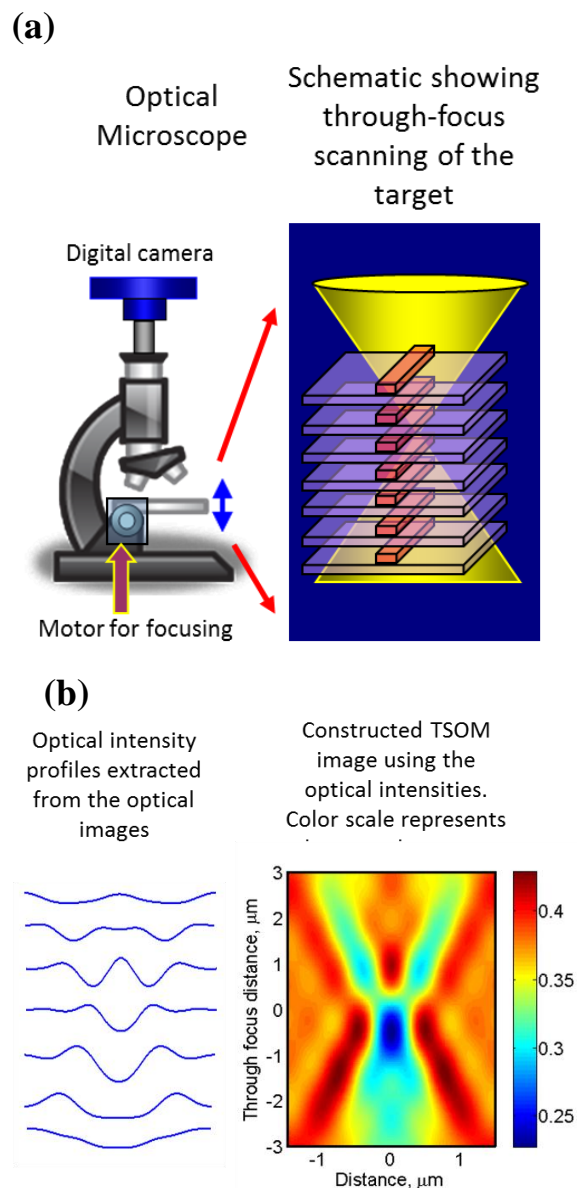 (a)
Optical
Microscope
Schematic showing
through-focus
scanning of the
target
Digital camera
Motor for focusing
(b)
Optical intensity
profiles extracted
from the optical
images
Constructed TSOM
image using the
optical intensities.
Color scale represents
Through focus distance, µm
3
2
1
0
-1
-2
-3
-1
0
1
Distance, µm
0.4
0.35
0.3
0.25